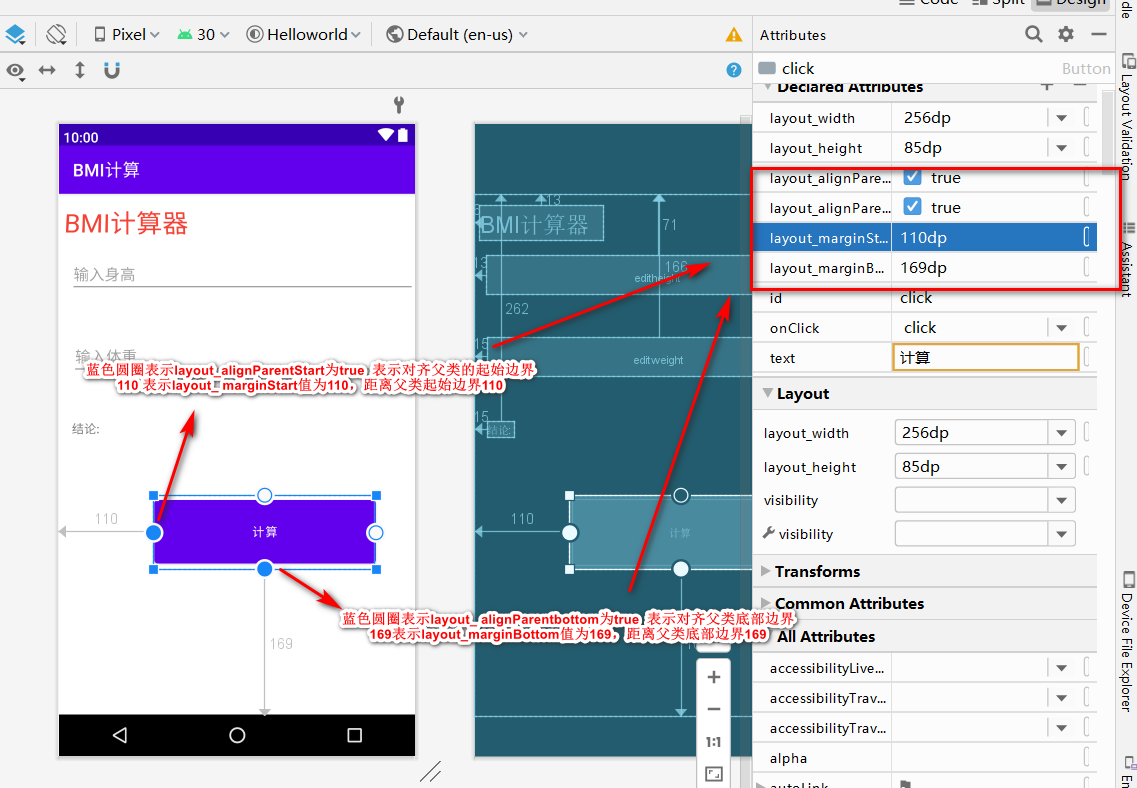 Code Split Design
Pixel 30 Helloworld Default (en-us)
Attributes
click Button
Declared Attributes
layout_width 256dp
layout_height 85dp
layout_alignPare... true
layout_alignPare... true
layout_marginSt... 110dp
layout_marginB... 169dp
id click
onClick click
text 计算
Layout
layout_width 256dp
layout_height 85dp
visibility
visibility
Transforms
Common Attributes
All Attributes
accessibilityLive...
accessibilityTrav...
accessibilityTrav...
alpha
autoLink
10:00
BMI计算
BMI计算器
输入身高
输入体重
蓝色圆圈表示layout_alignParentStart为true 表示对齐父类的起始边界
110 表示layout_marginStart值为110，距离父类起始边界110
结论:
110
计算
蓝色圆圈表示layout_alignParentbottom为true 表示对齐父类底部边界
169表示layout_marginBottom值为169，距离父类底部边界169
169
13
BMI计算器
71
13
166
editheight
262
15
editweight
15
结论:
110
计算
1:1
Layout Validation
Assistant
Device File Explorer